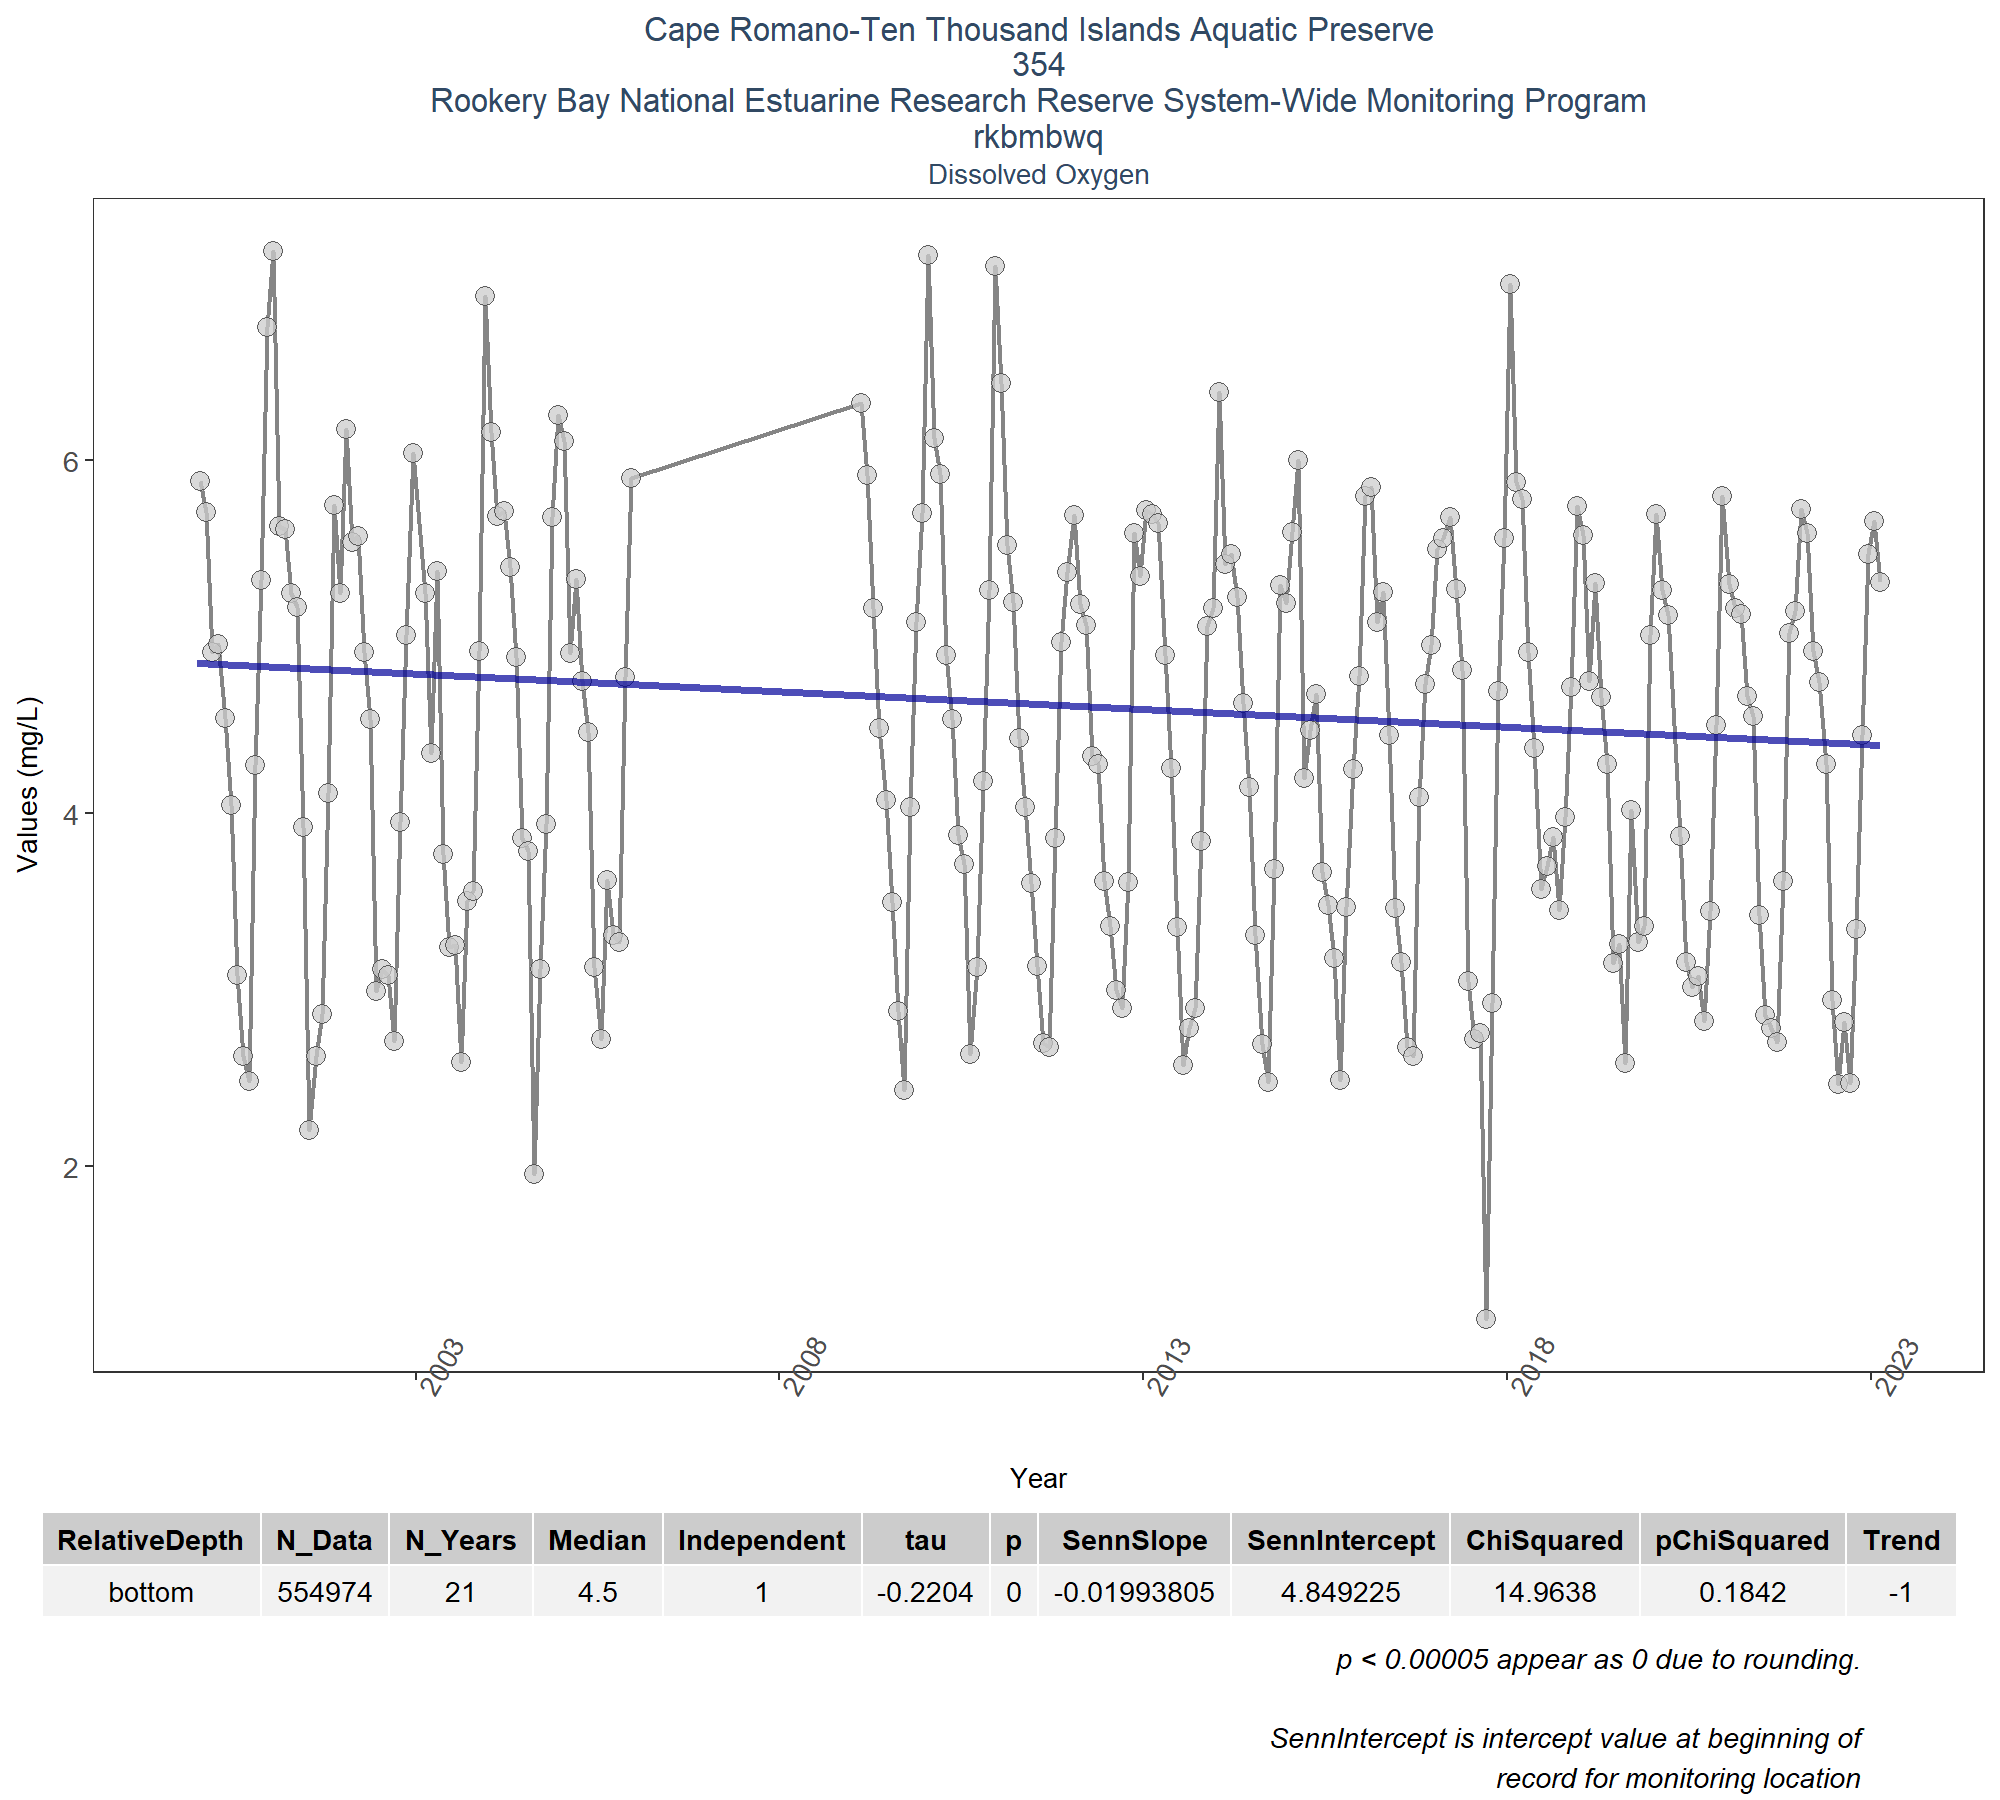 Cape Romano-Ten Thousand Islands Aquatic Preserve
354
Rookery Bay National Estuarine Research Reserve System-Wide Monitoring Program
rkbmbwq
Dissolved Oxygen
Values (mg/L)
6
4
2
2003 2008 2013 2018 2023
Year
RelativeDepth N_Data N_Years Median Independent tau p SennSlope SennIntercept ChiSquared pChiSquared Trend
bottom 554974 21 4.5 1 -0.2204 0 -0.01993805 4.849225 14.9638 0.1842 -1
p < 0.00005 appear as 0 due to rounding.
SennIntercept is intercept value at beginning of
record for monitoring location